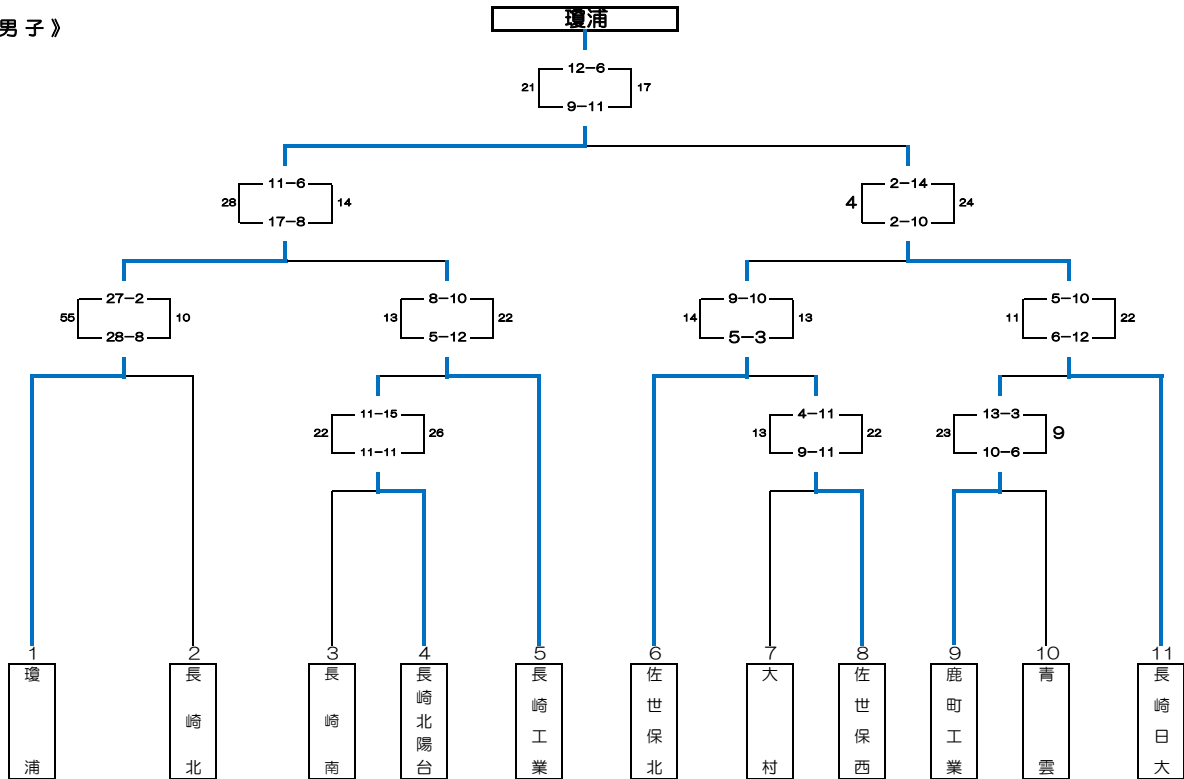 男 子 》
瓊浦
12－6
21 17
9－11
11－6 2－14
28 14 4 24
17－8 2－10
27－2 8－10 9－10 5－10
55 10 13 22 14 13 11 22
28－8 5－12 5－3 6－12
11－15 4－11 13－3
22 26 13 22 23 9
11－11 9－11 10－6
1 2 3 4 5 6 7 8 9 10 11
瓊浦
長崎北
長崎南
長崎北陽台
長崎工業
佐世保北
大村
佐世保西
鹿町工業
青雲
長崎日大